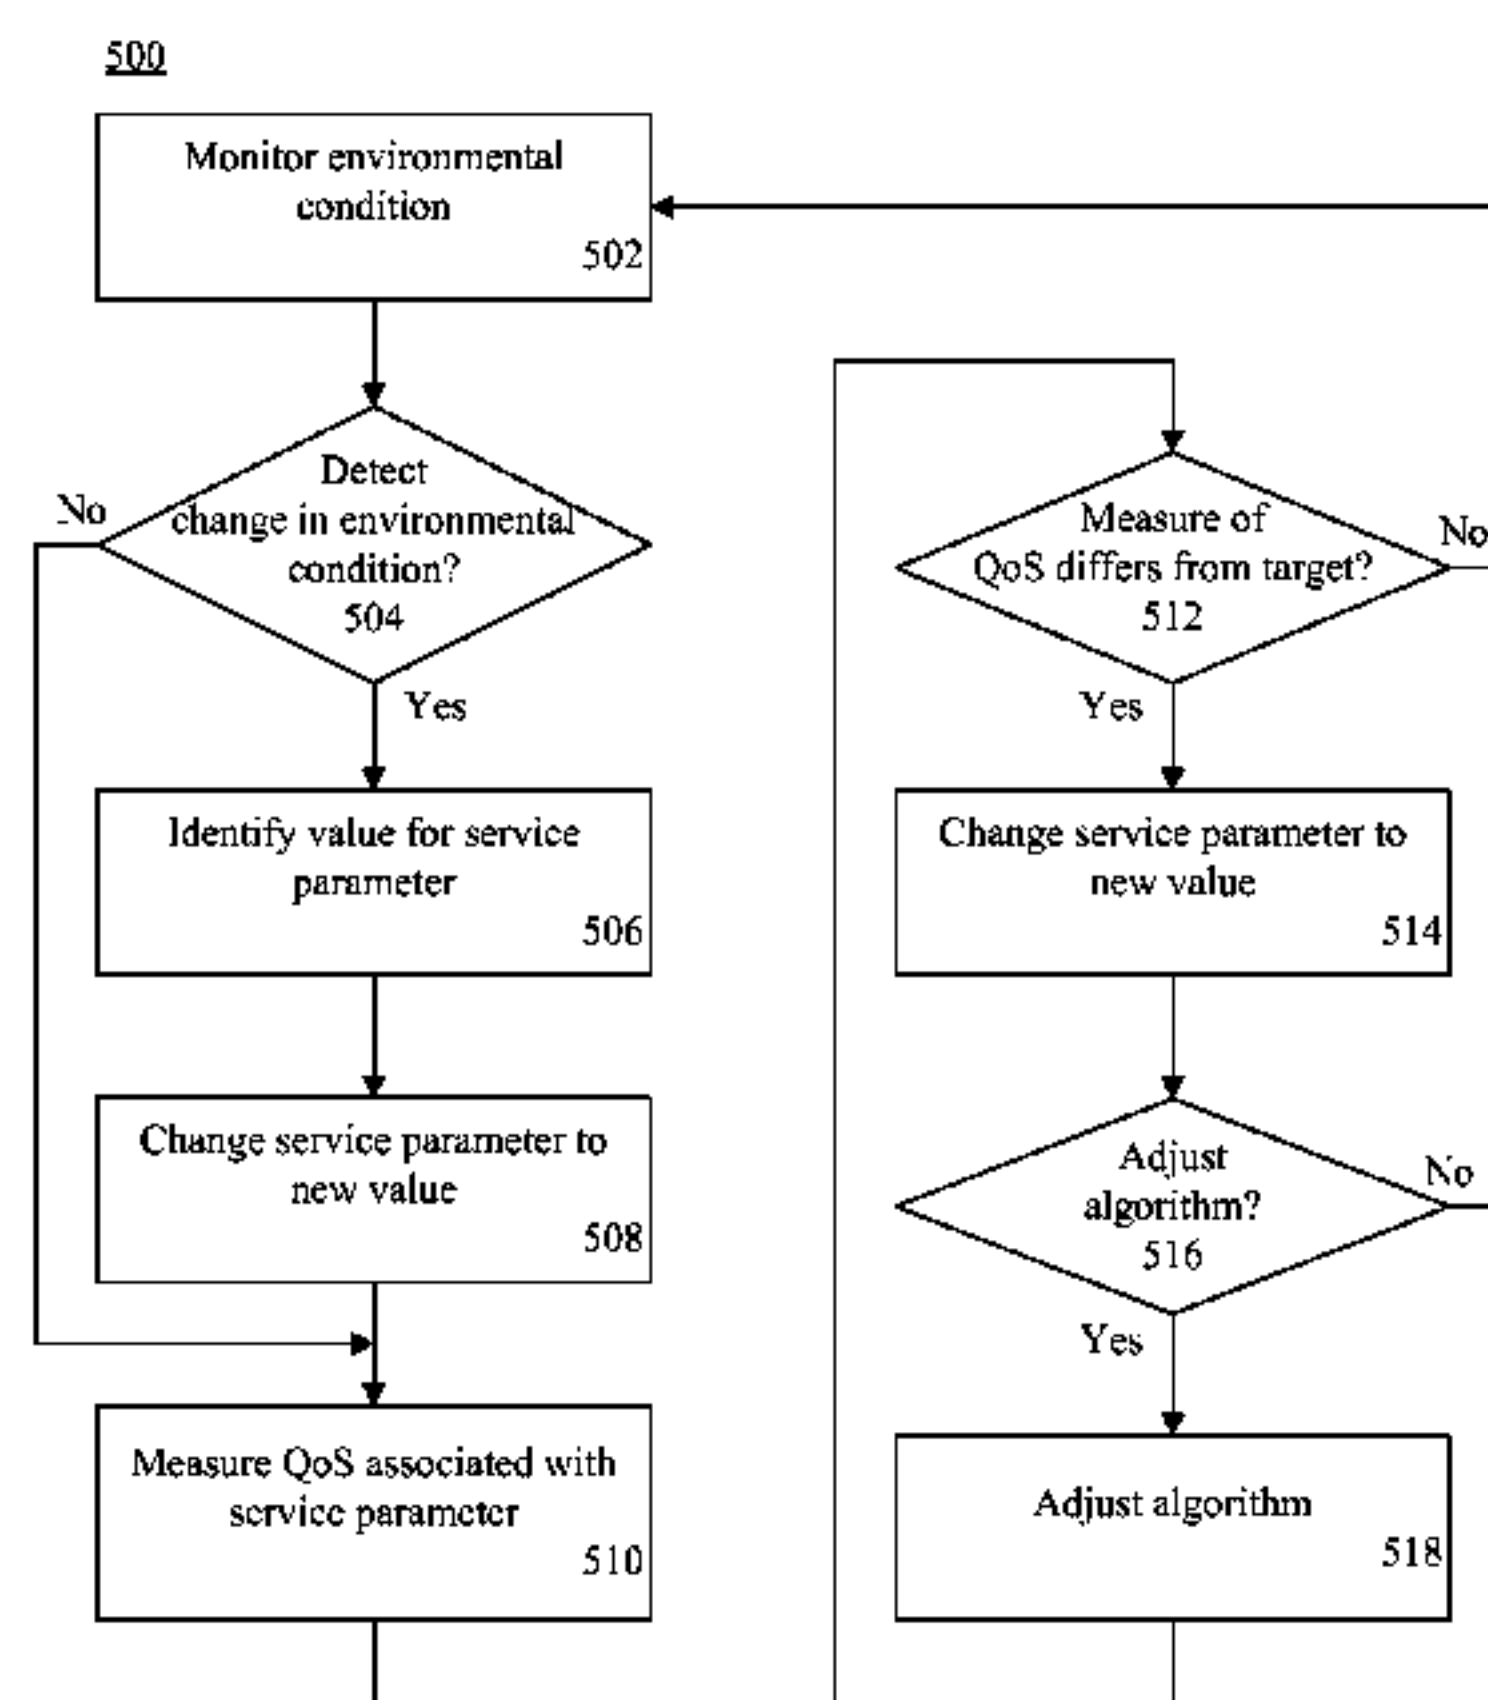 500
Monitor environmental
condition
502
Detect
change in environmental
condition?
504
No
Yes
Identify value for service
parameter
506
Change service parameter to
new value
508
Measure QoS associated with
service parameter
510
Measure of
QoS differs from target?
512
No
Yes
Change service parameter to
new value
514
Adjust
algorithm?
516
No
Yes
Adjust algorithm
518